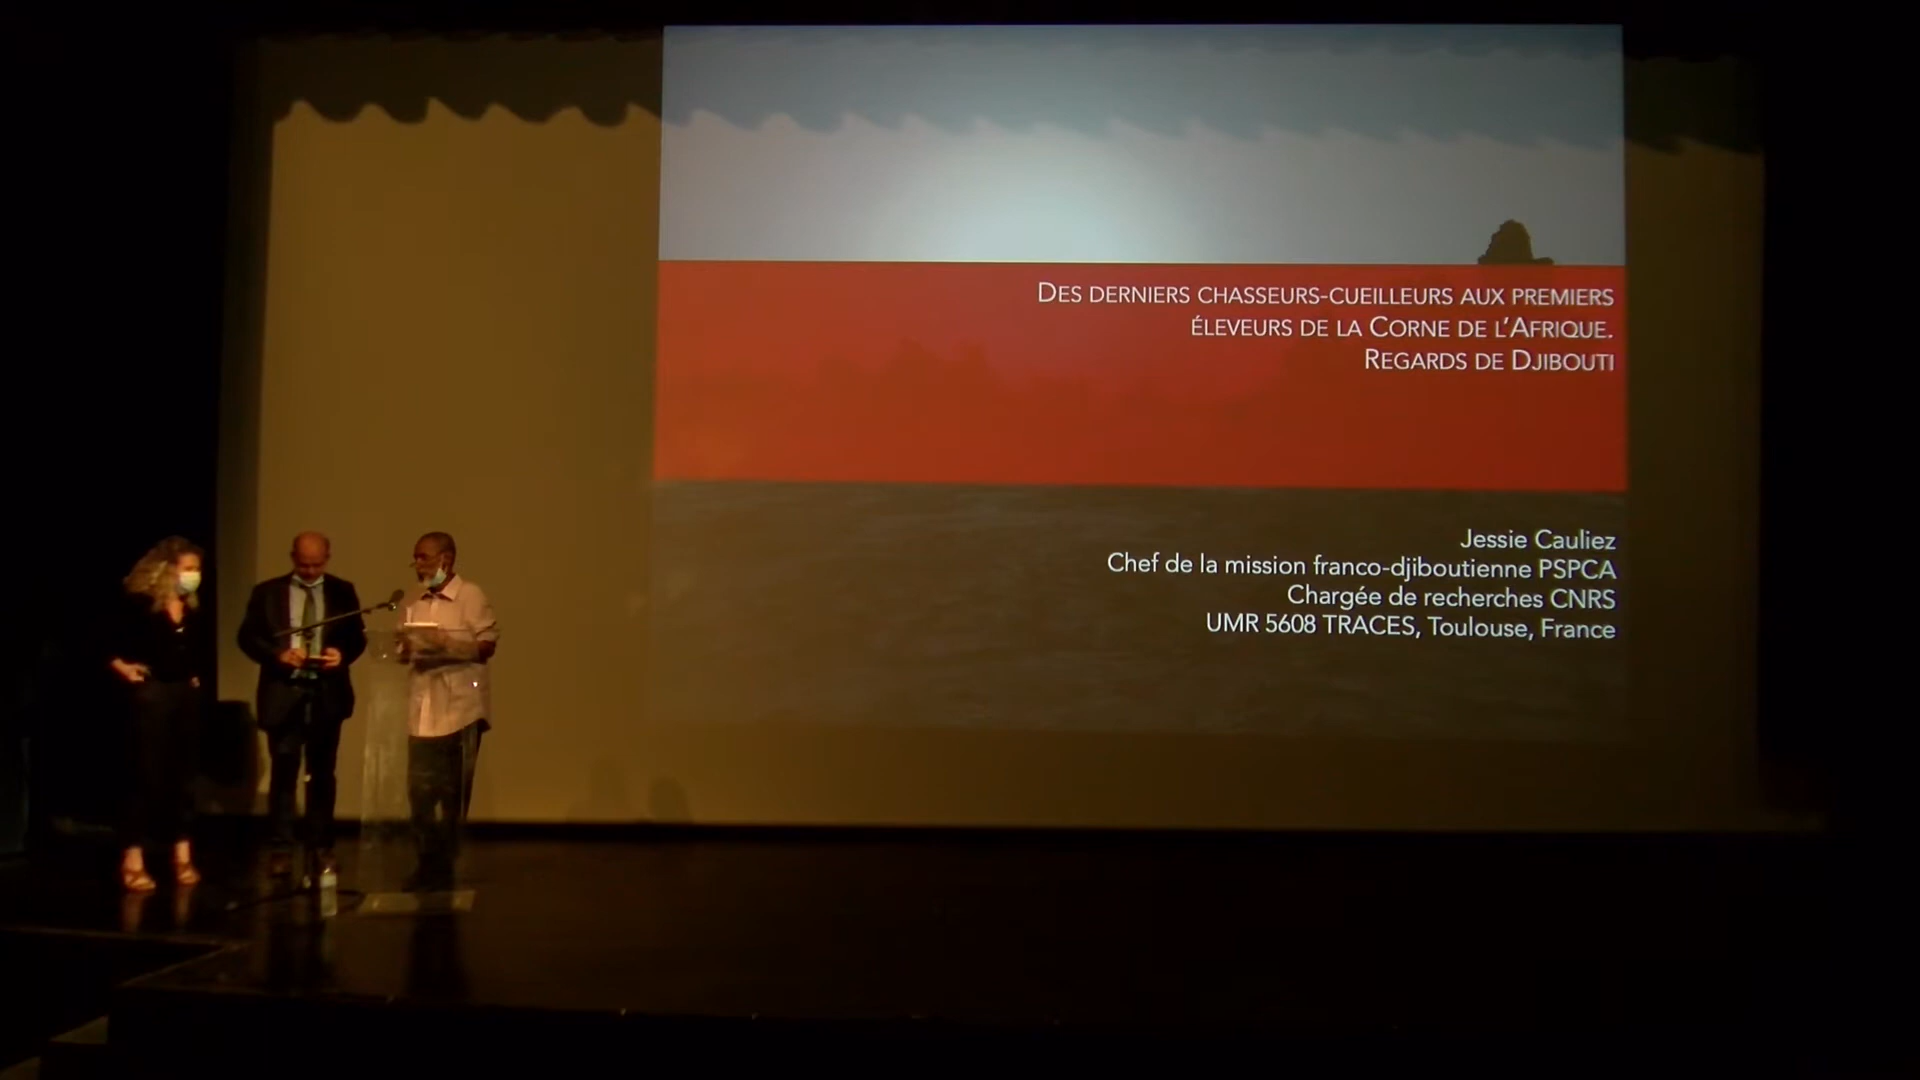 DES DERNIERS CHASSEURS-CUEILLEURS AUX PREMIERS
ÉLEVEURS DE LA CORNE DE L'AFRIQUE.
REGARDS DE DJIBOUTI
Jessie Cauliez
Chef de la mission franco-djiboutienne PSPCA
Chargée de recherches CNRS
UMR 5608 TRACES, Toulouse, France